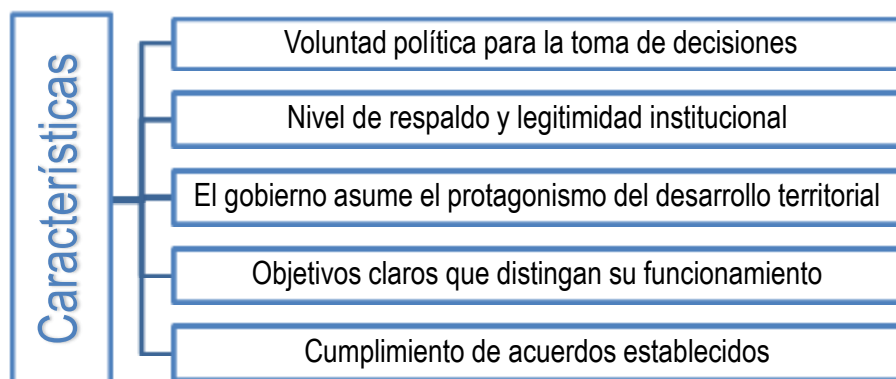 Características
Voluntad política para la toma de decisiones
Nivel de respaldo y legitimidad institucional
El gobierno asume el protagonismo del desarrollo territorial
Objetivos claros que distingan su funcionamiento
Cumplimiento de acuerdos establecidos